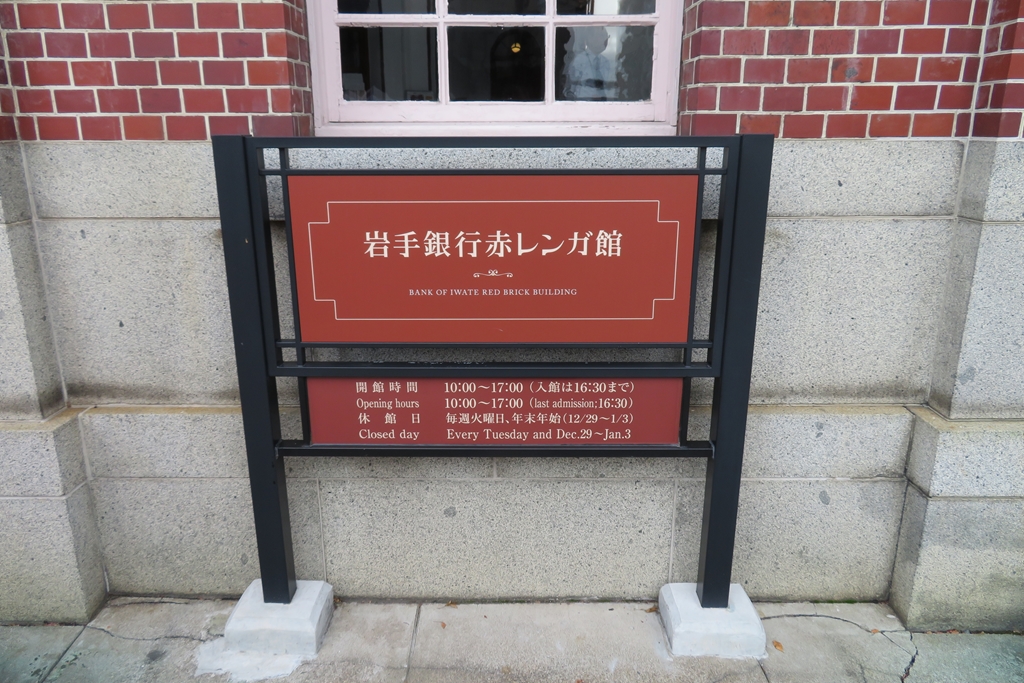 岩手銀行赤レンガ館
BANK OF IWATE RED BRICK BUILDING
開館時間 10:00～17:00（入館は16:30まで）
Opening hours 10:00～17:00（last admission;16:30）
休館日 毎週火曜日、年末年始（12/29～1/3）
Closed day Every Tuesday and Dec.29～Jan.3